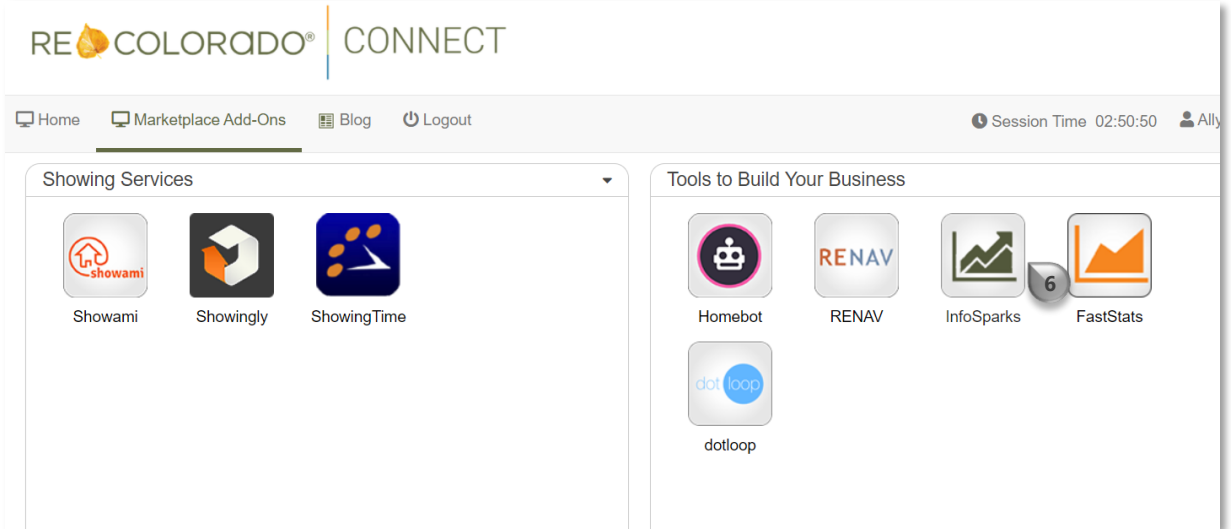 RE COLORADO® CONNECT
Home Marketplace Add-Ons Blog Logout Session Time 02:50:50 Ally
Showing Services
showami
Showami Showingly ShowingTime
Tools to Build Your Business
RENAV
6
Homebot RENAV InfoSparks FastStats
dot loop
dotloop